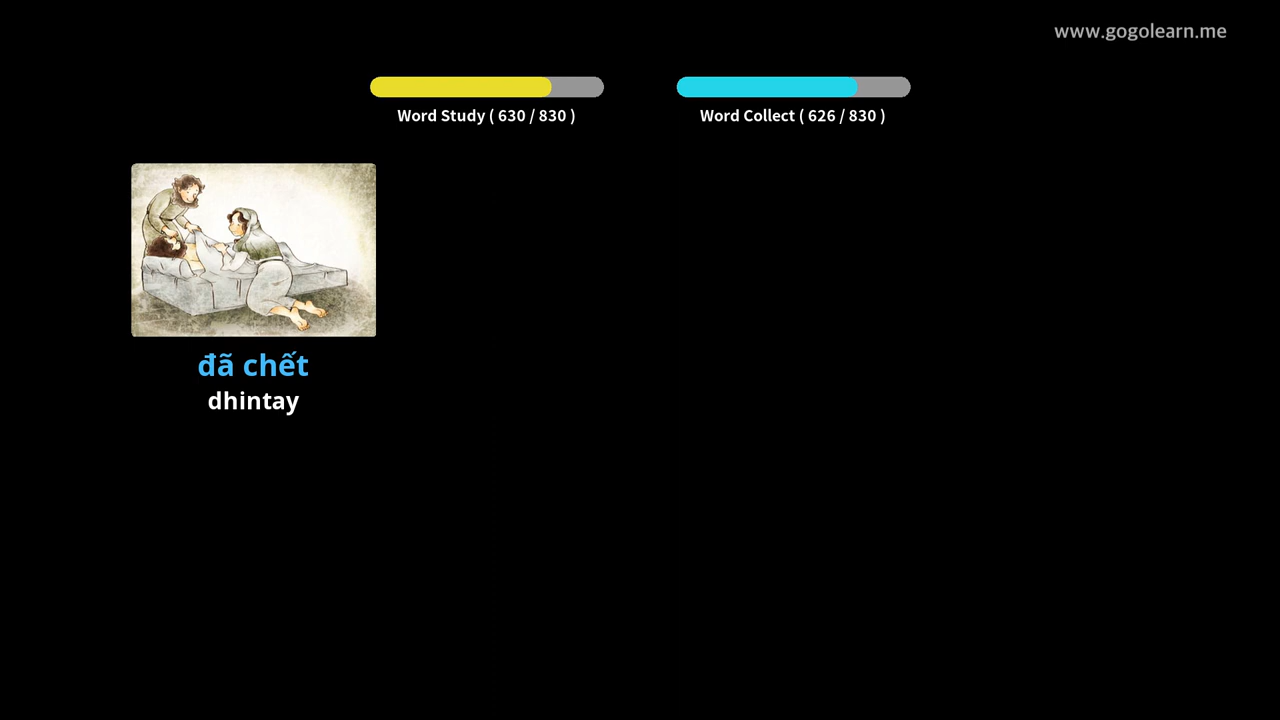 www.gogolearn.me
Word Study ( 630 / 830 )
Word Collect ( 626 / 830 )
đã chết
dhintay